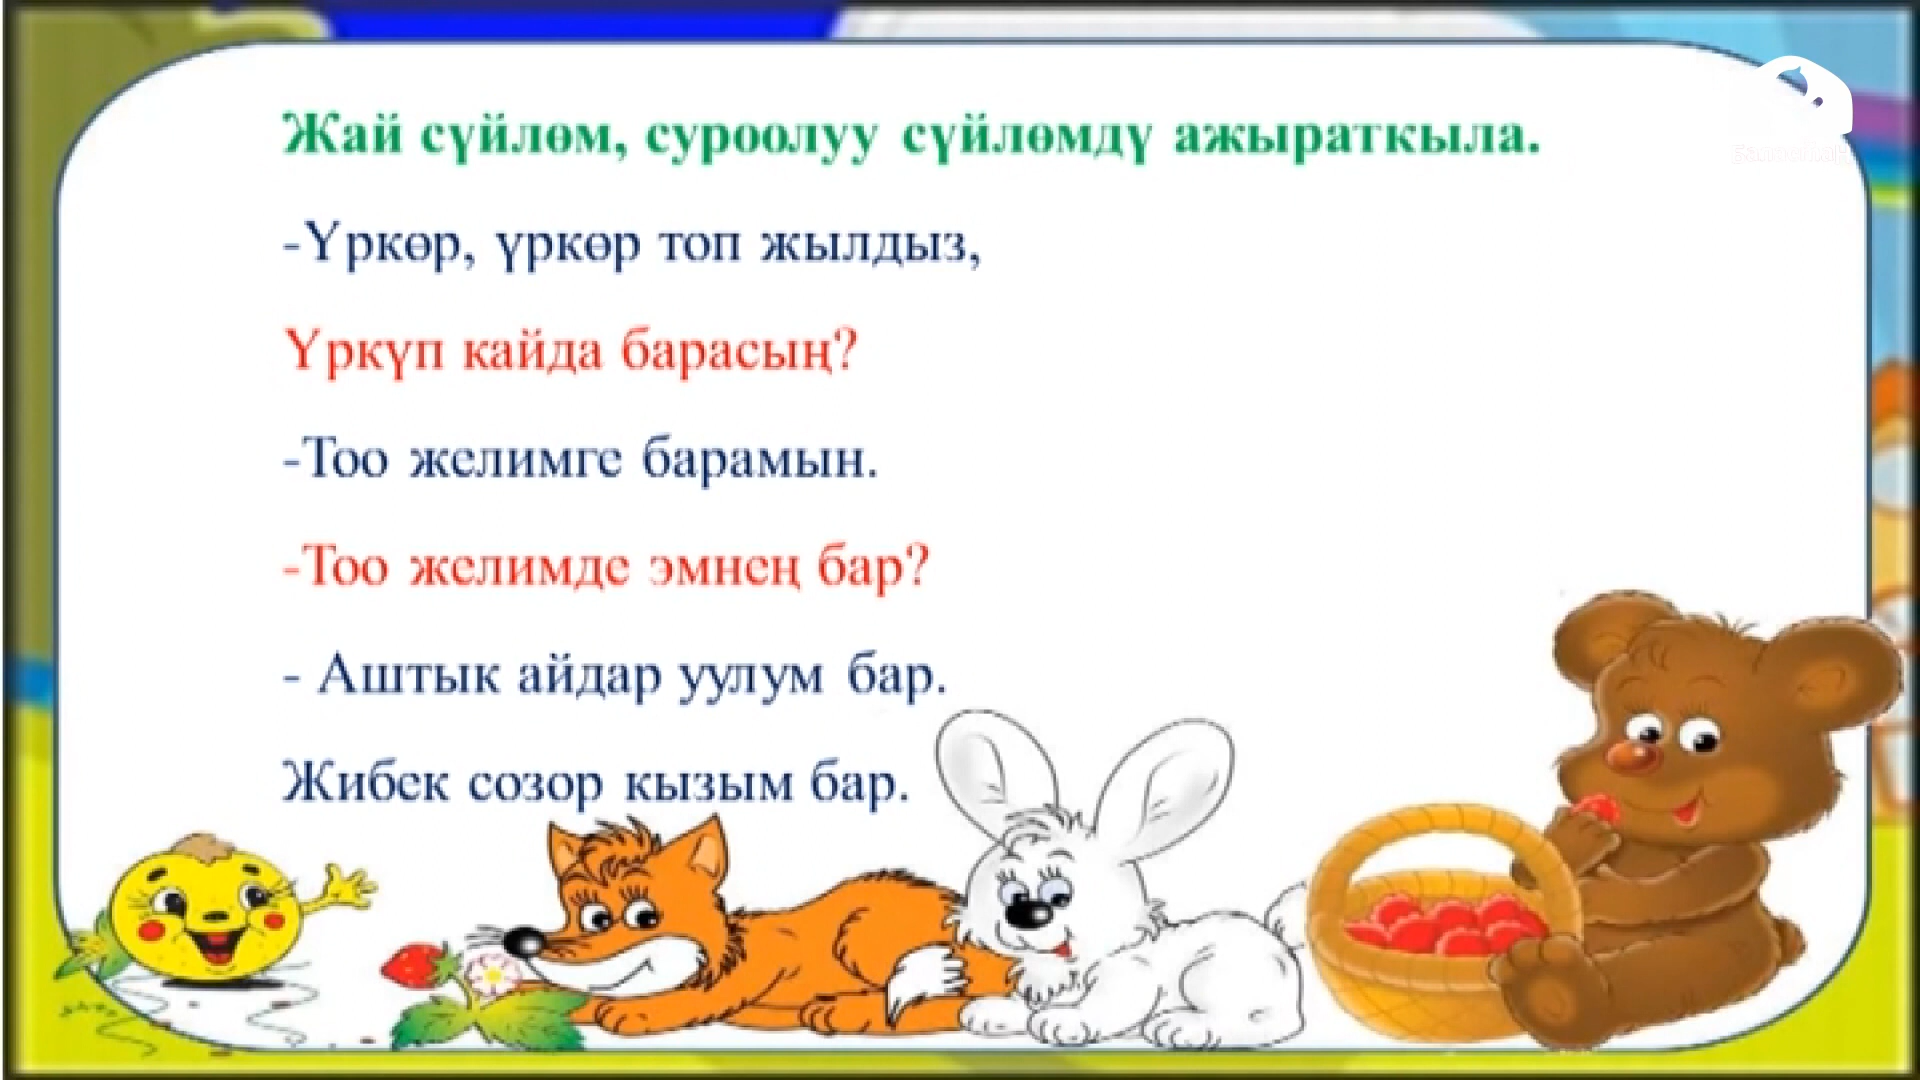 Жай сүйлөм, суроолуу сүйлөмдү ажыраткыла.
-Үркөр, үркөр топ жылдыз,
Үркүп кайда барасың?
-Тоо желимге барамын.
-Тоо желимде эмнең бар?
- Аштык айдар уулум бар.
Жибек созор кызым бар.